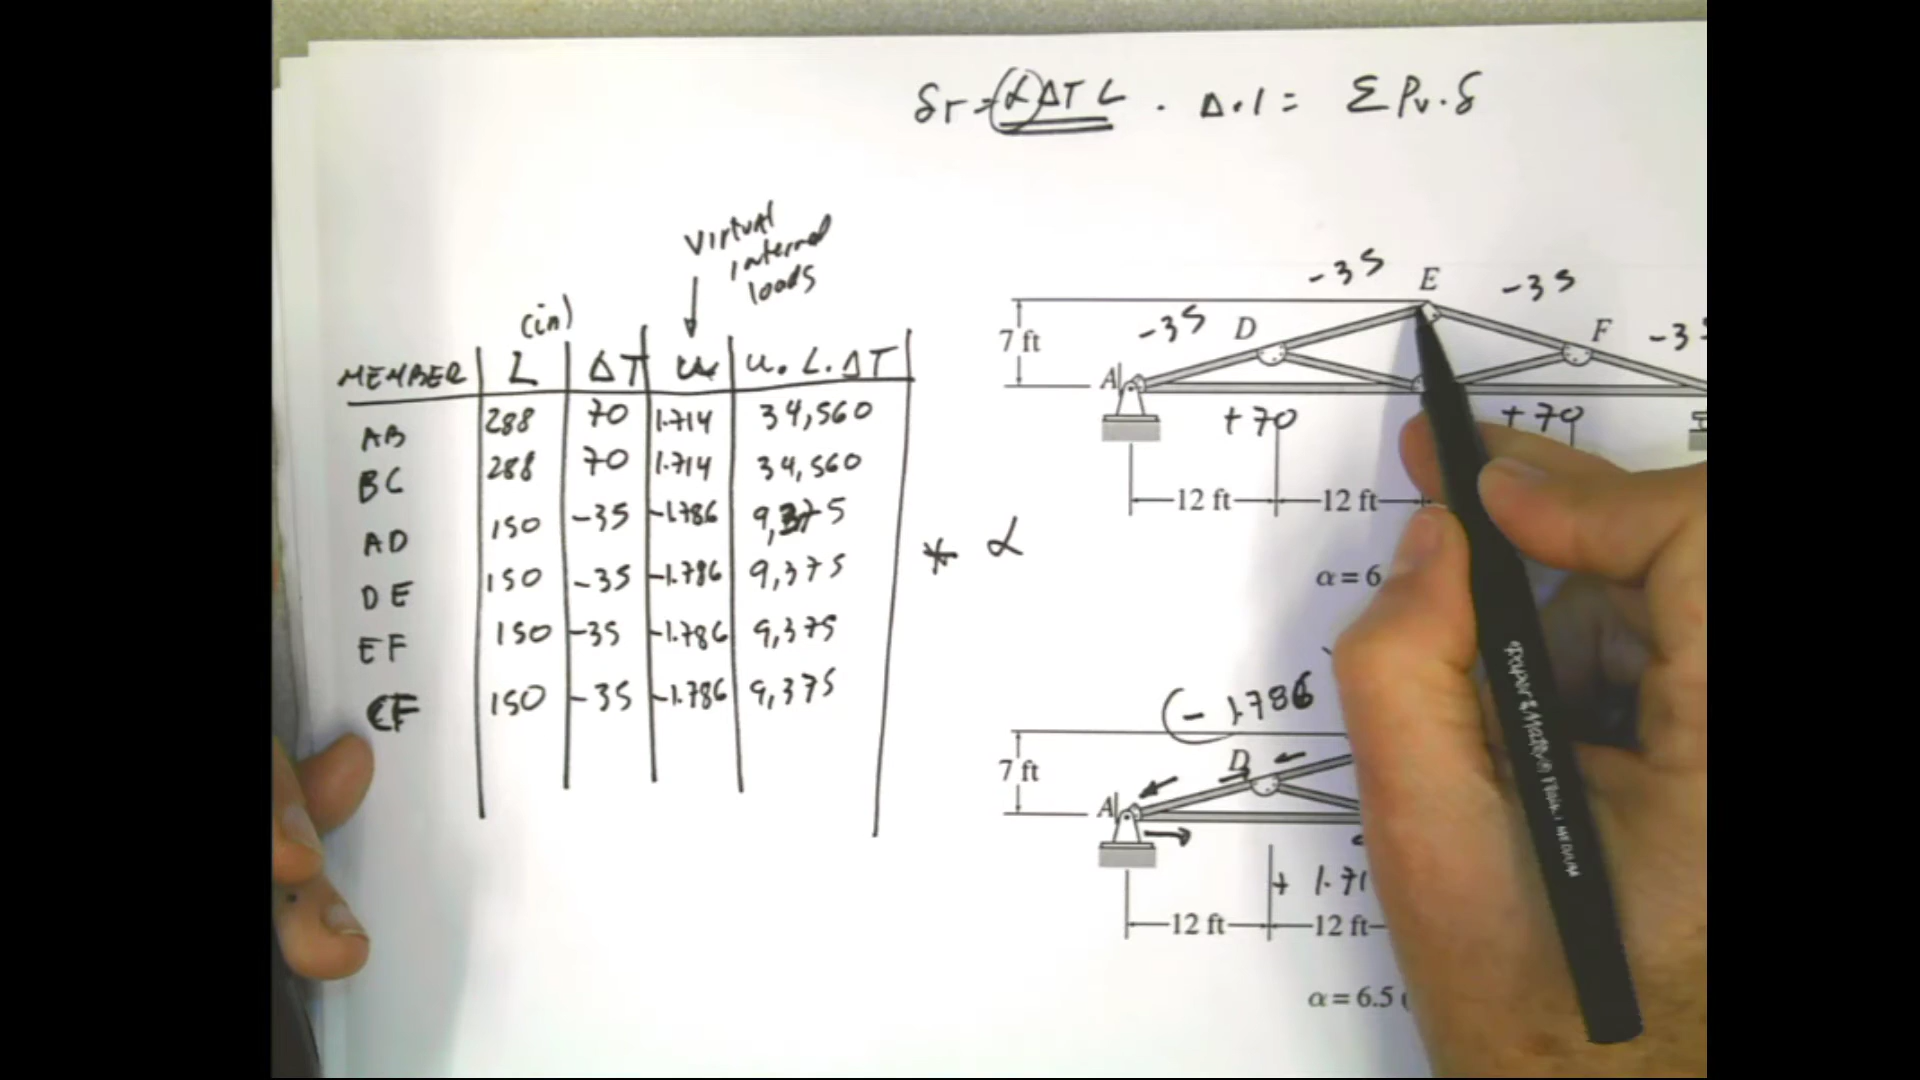 δT = α ΔT L . Δ.1 = Σ Pv.δ
virtual
internal
loads
(in)
MEMBER L ΔT u u.L.ΔT
AB 288 70 1.714 34,560
BC 288 70 1.714 34,560
AD 150 -35 -1.786 9,375
DE 150 -35 -1.786 9,375
EF 150 -35 -1.786 9,375
CF 150 -35 -1.786 9,375
* α
-35 E -35
-35 D F
7 ft
A
+70 +70
12 ft 12 ft
α = 6
(- 1.786
7 ft D
A
+ 1.71
12 ft 12 ft
α = 6.5 (